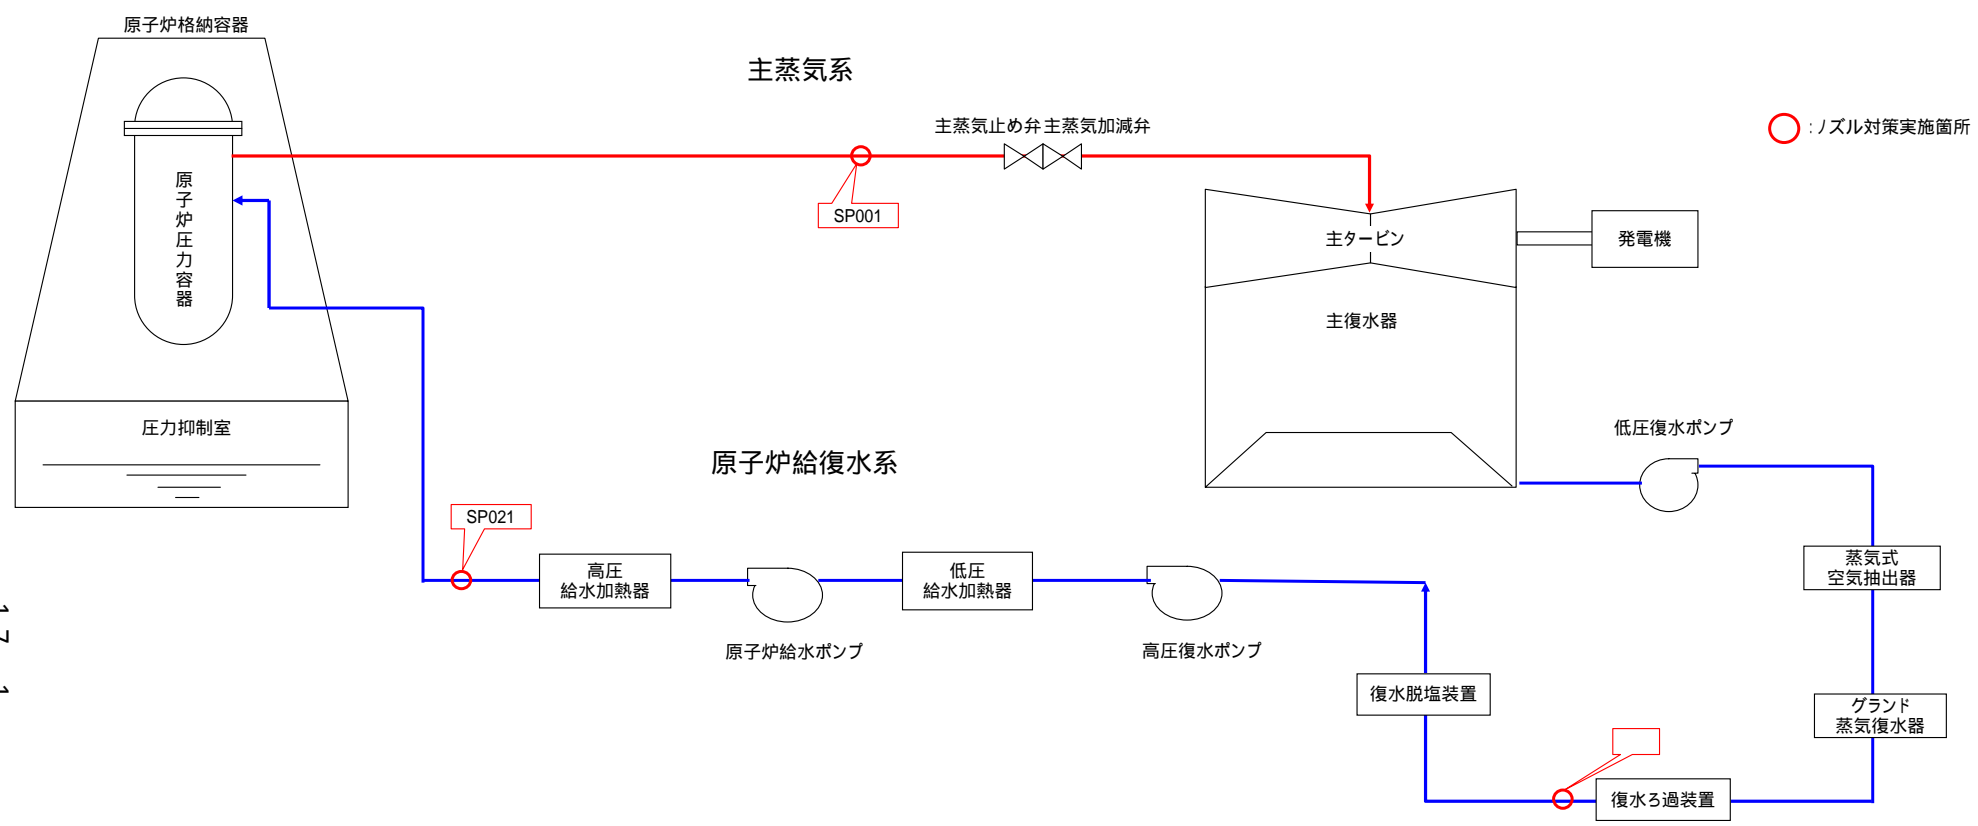 原子炉格納容器
主蒸気系
主蒸気止め弁 主蒸気加減弁
:ノズル対策実施箇所
原子炉圧力容器
SP001
主タービン
発電機
主復水器
圧力抑制室
低圧復水ポンプ
原子炉給復水系
SP021
高圧
給水加熱器
低圧
給水加熱器
蒸気式
空気抽出器
原子炉給水ポンプ
高圧復水ポンプ
復水脱塩装置
グランド
蒸気復水器
復水ろ過装置